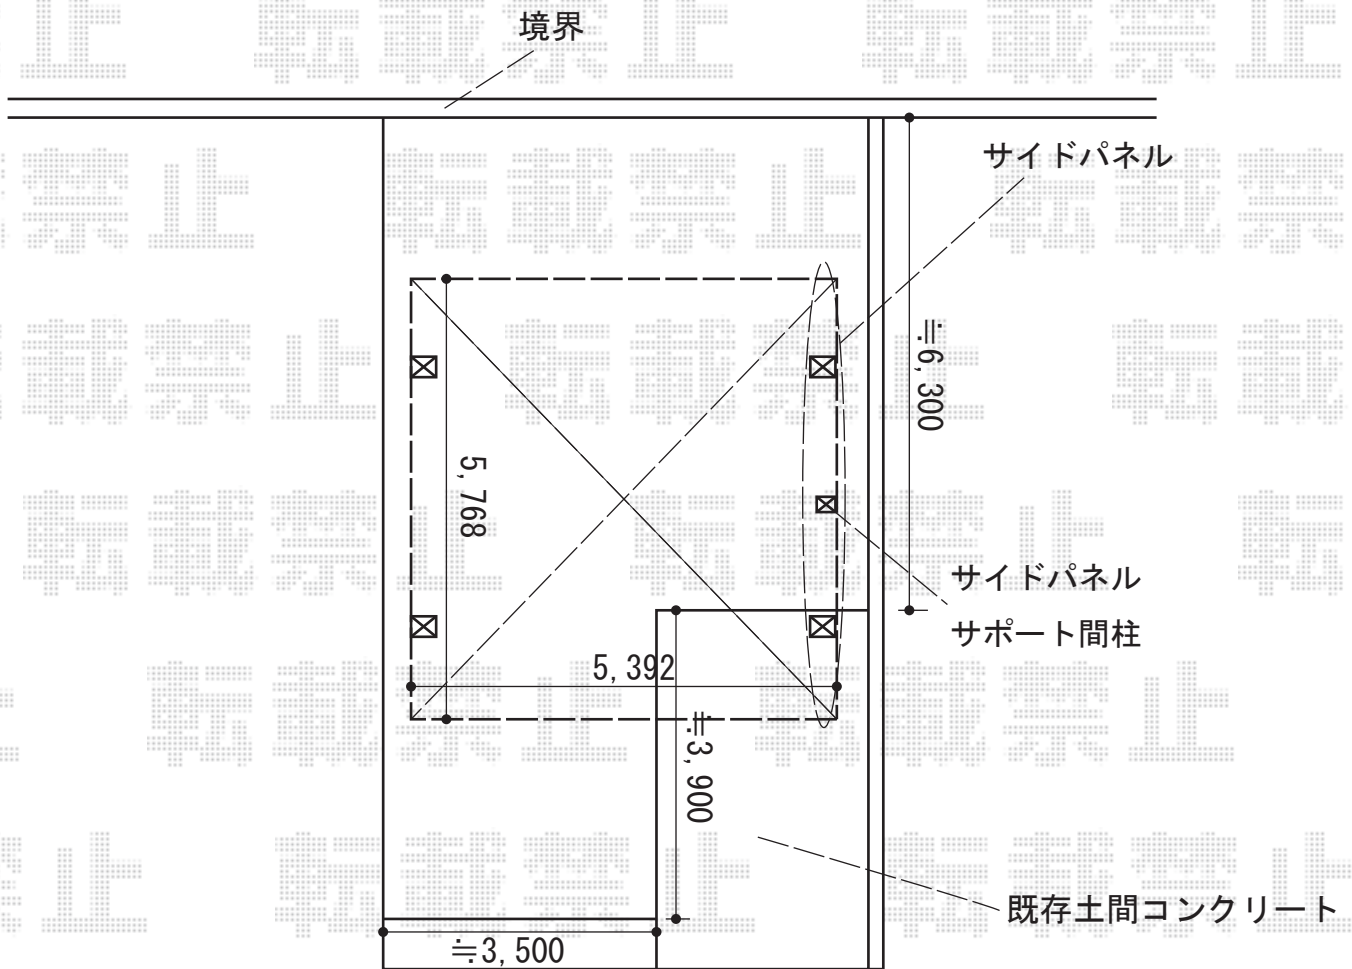 境界
サイドパネル
≒6,300
5,768
サイドパネル
サポート間柱
5,392
≒3,900
既存土間コンクリート
≒3,500
転載禁止